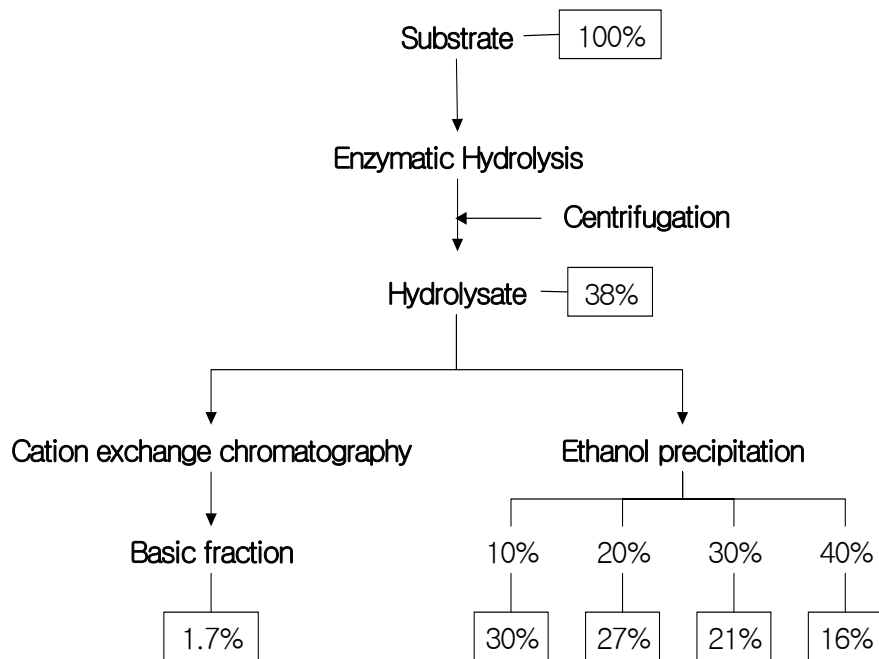 Substrate 100%
Enzymatic Hydrolysis
Centrifugation
Hydrolysate 38%
Cation exchange chromatography Ethanol precipitation
Basic fraction 10% 20% 30% 40%
1.7% 30% 27% 21% 16%